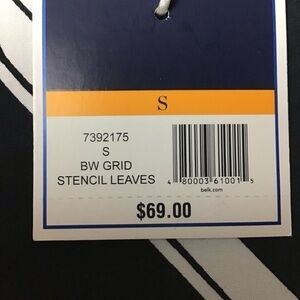 S
7392175
S
BW GRID
STENCIL LEAVES
4 80003 61001 5
belk.com
$69.00